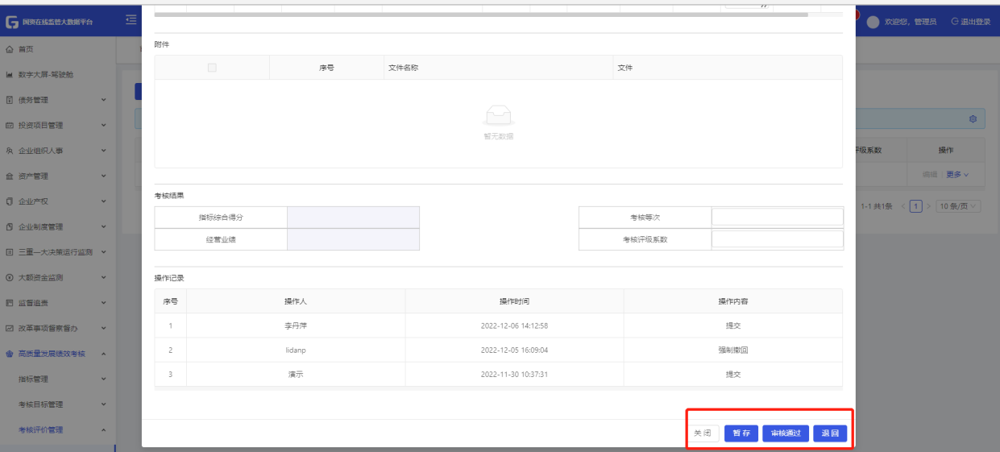 国资在线监管大数据平台
欢迎您，管理员 退出登录
首页
数字大屏-驾驶舱
债务管理
投资项目管理
企业组织人事
资产管理
企业产权
企业制度管理
三重一大决策运行监测
大额资金监测
监督追责
改革事项督察督办
高质量发展绩效考核
指标管理
考核目标管理
考核评价管理
附件
序号 文件名称 文件
暂无数据
考核结果
指标综合得分 考核等次
经营业绩 考核评级系数
操作记录
序号 操作人 操作时间 操作内容
1 李丹萍 2022-12-06 14:12:58 提交
2 lidanp 2022-12-05 16:09:04 强制撤回
3 演示 2022-11-30 10:37:31 提交
关闭 暂存 审核通过 退回
评级系数 操作
编辑 更多
1-1 共1条 < 1 > 10 条/页